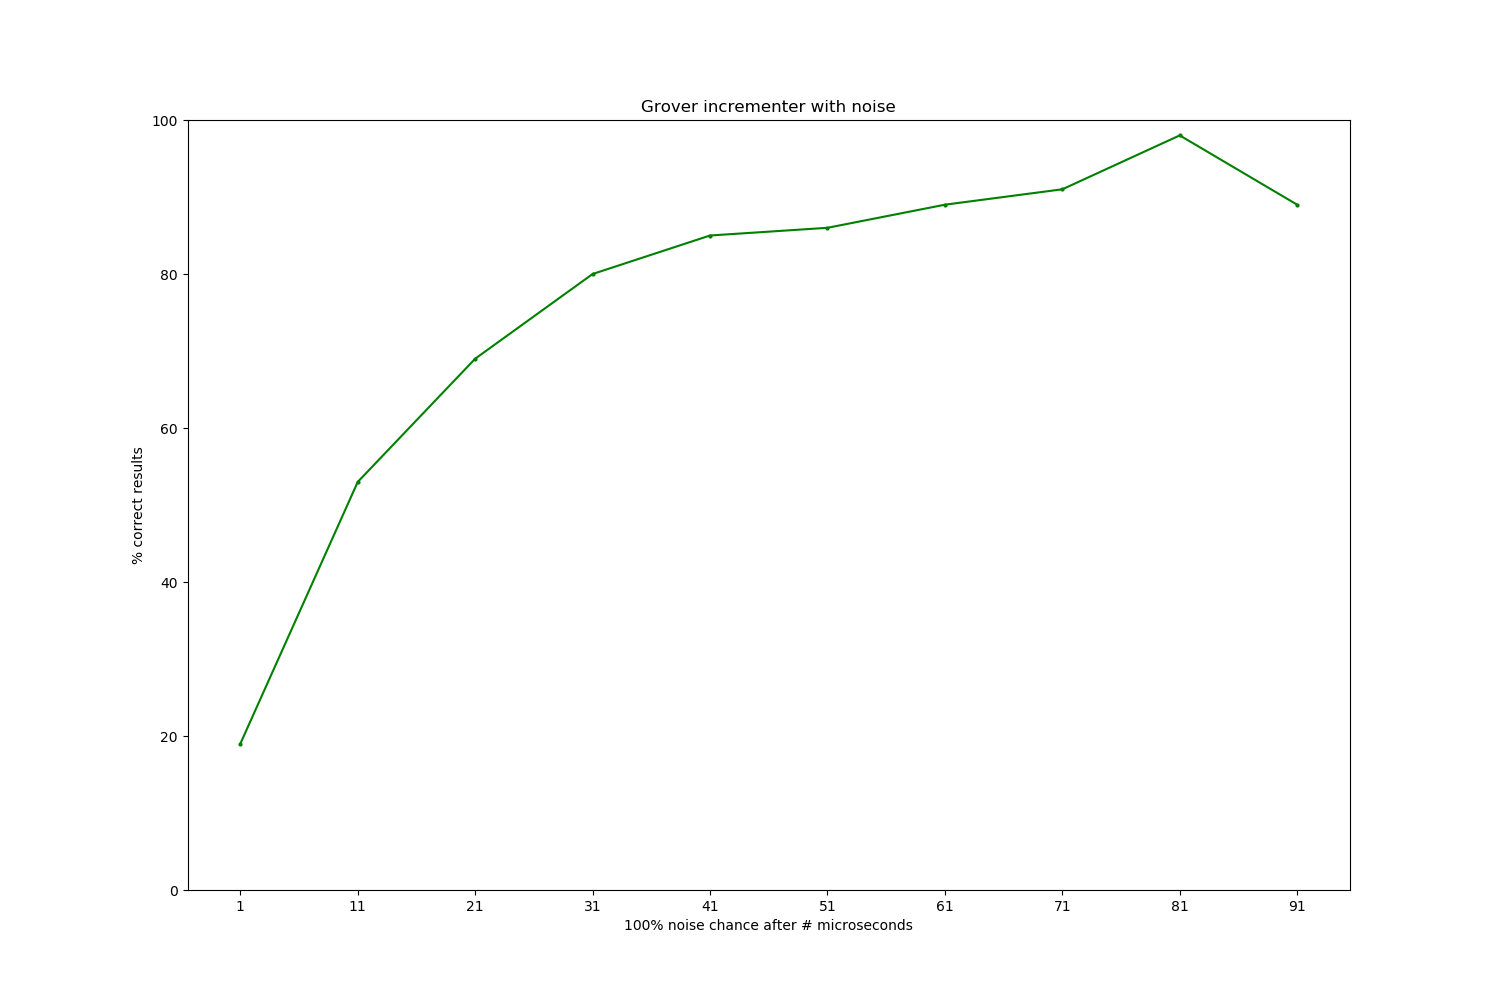 Grover incrementer with noise
100
80
60
40
20
0
% correct results
1 11 21 31 41 51 61 71 81 91
100% noise chance after # microseconds